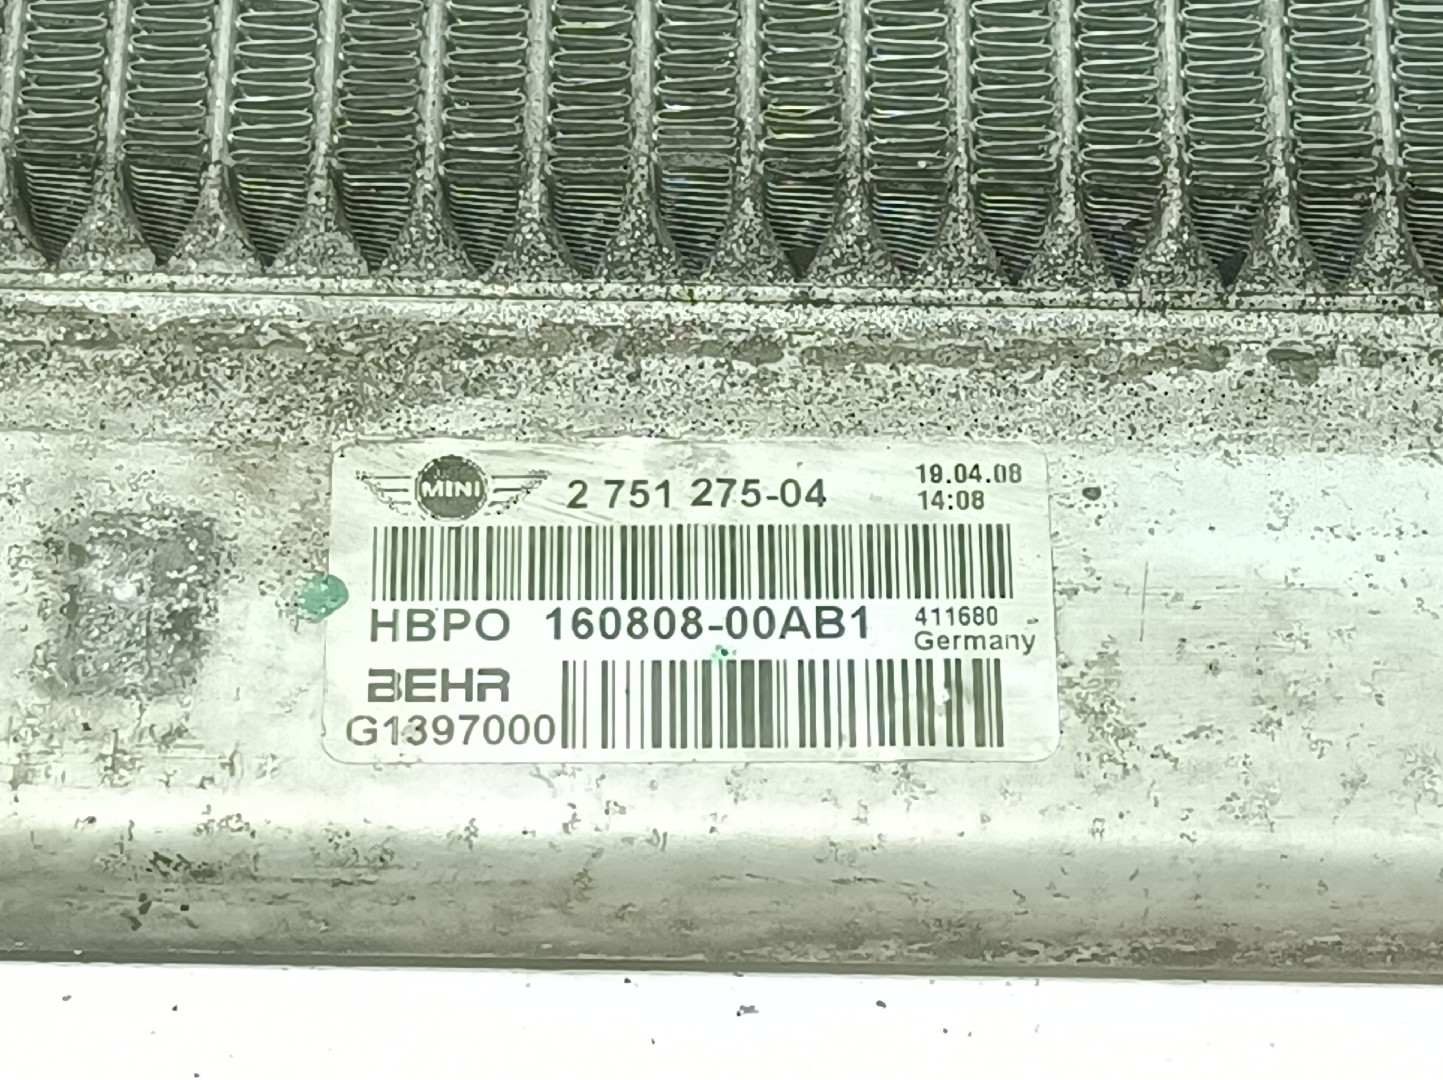 MINI 2 751 275-04 19.04.08
14:08
HBPO 160808-00AB1 411680
Germany
BEHR
G1397000